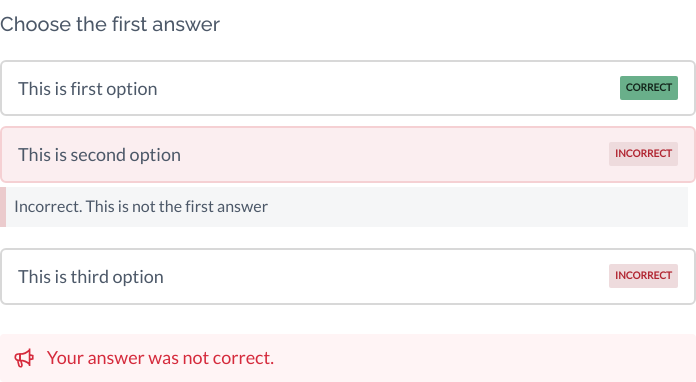 Choose the first answer
This is first option CORRECT
This is second option INCORRECT
Incorrect. This is not the first answer
This is third option INCORRECT
Your answer was not correct.